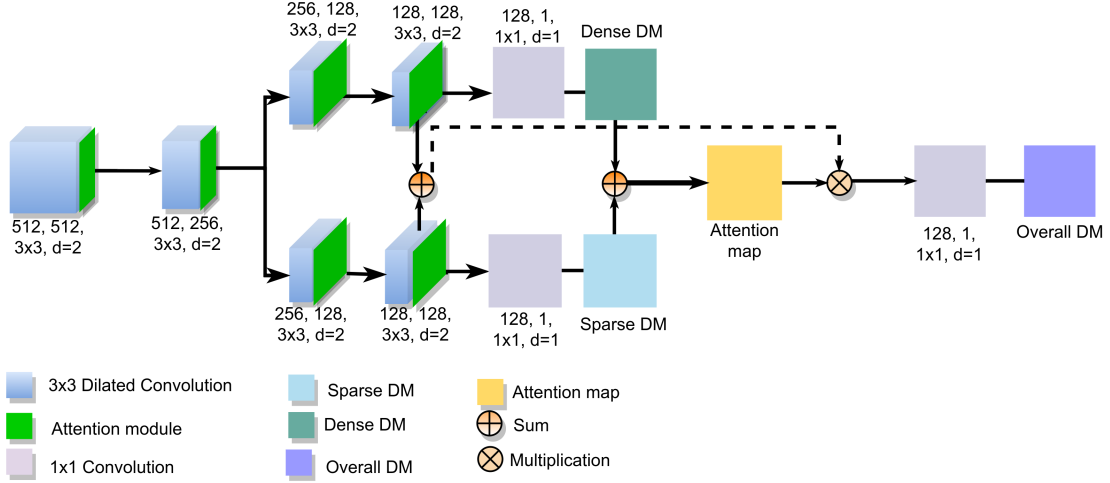 256, 128,
3x3, d=2
128, 128,
3x3, d=2
128, 1,
1x1, d=1
Dense DM
512, 512,
3x3, d=2
512, 256,
3x3, d=2
Attention
map
128, 1,
1x1, d=1
Overall DM
256, 128,
3x3, d=2
128, 128,
3x3, d=2
128, 1,
1x1, d=1
Sparse DM
3x3 Dilated Convolution
Attention module
1x1 Convolution
Sparse DM
Dense DM
Overall DM
Attention map
Sum
Multiplication